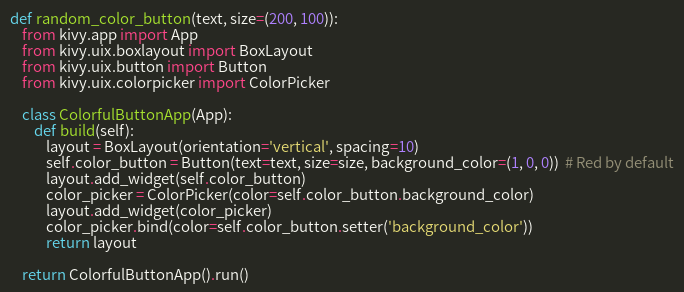 def random_color_button(text, size=(200, 100)):
    from kivy.app import App
    from kivy.uix.boxlayout import BoxLayout
    from kivy.uix.button import Button
    from kivy.uix.colorpicker import ColorPicker

    class ColorfulButtonApp(App):
        def build(self):
            layout = BoxLayout(orientation='vertical', spacing=10)
            self.color_button = Button(text=text, size=size, background_color=(1, 0, 0))  # Red by default
            layout.add_widget(self.color_button)
            color_picker = ColorPicker(color=self.color_button.background_color)
            layout.add_widget(color_picker)
            color_picker.bind(color=self.color_button.setter('background_color'))
            return layout

    return ColorfulButtonApp().run()